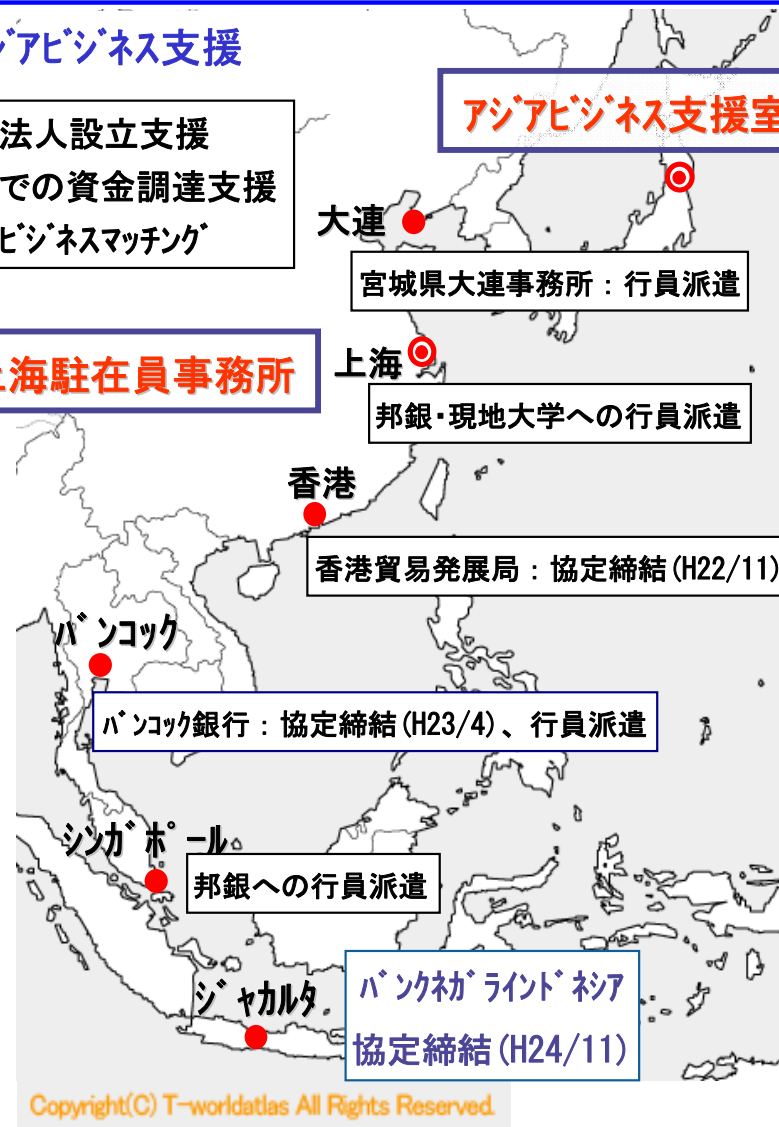 ジｱﾋﾞｼﾞﾈｽ支援
ｱｼﾞｱﾋﾞｼﾞﾈｽ支援室
法人設立支援
での資金調達支援
ﾋﾞｼﾞﾈｽﾏｯﾁﾝｸﾞ
大連
宮城県大連事務所：行員派遣
上海
上海駐在員事務所
邦銀・現地大学への行員派遣
香港
香港貿易発展局：協定締結(H22/11)
ﾊﾞﾝｺｯｸ
ﾊﾞﾝｺｯｸ銀行：協定締結(H23/4)、行員派遣
ｼﾝｶﾞﾎﾟｰﾙ
邦銀への行員派遣
ｼﾞｬｶﾙﾀ
ﾊﾞﾝｸﾈｶﾞﾗｲﾝﾄﾞﾈｼｱ
協定締結(H24/11)
Copyright(C) T-worldatlas All Rights Reserved.